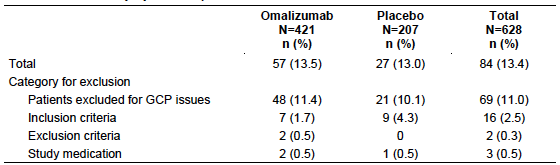 Omalizumab Placebo Total
N=421 N=207 N=628
n (%) n (%) n (%)
Total 57 (13.5) 27 (13.0) 84 (13.4)
Category for exclusion
Patients excluded for GCP issues 48 (11.4) 21 (10.1) 69 (11.0)
Inclusion criteria 7 (1.7) 9 (4.3) 16 (2.5)
Exclusion criteria 2 (0.5) 0 2 (0.3)
Study medication 2 (0.5) 1 (0.5) 3 (0.5)